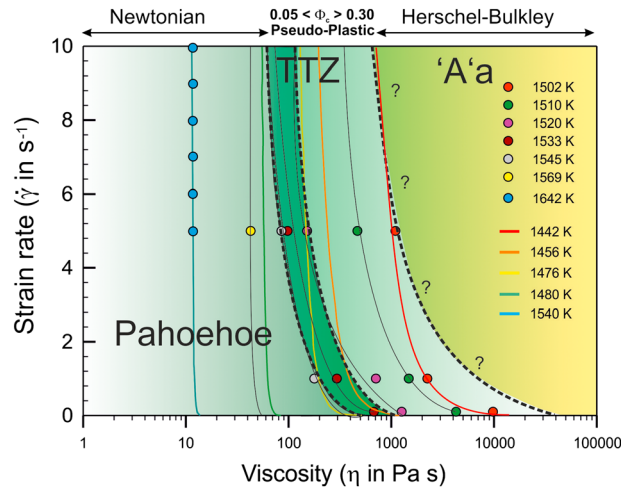 Newtonian
0.05 < Φc > 0.30
Pseudo-Plastic
Herschel-Bulkley
TTZ
‘A‘a
Pahoehoe
?
?
?
?
1502 K
1510 K
1520 K
1533 K
1545 K
1569 K
1642 K
1442 K
1456 K
1476 K
1480 K
1540 K
Strain rate (γ̇ in s-1)
10
8
6
4
2
0
1
10
100
1000
10000
100000
Viscosity (η in Pa s)